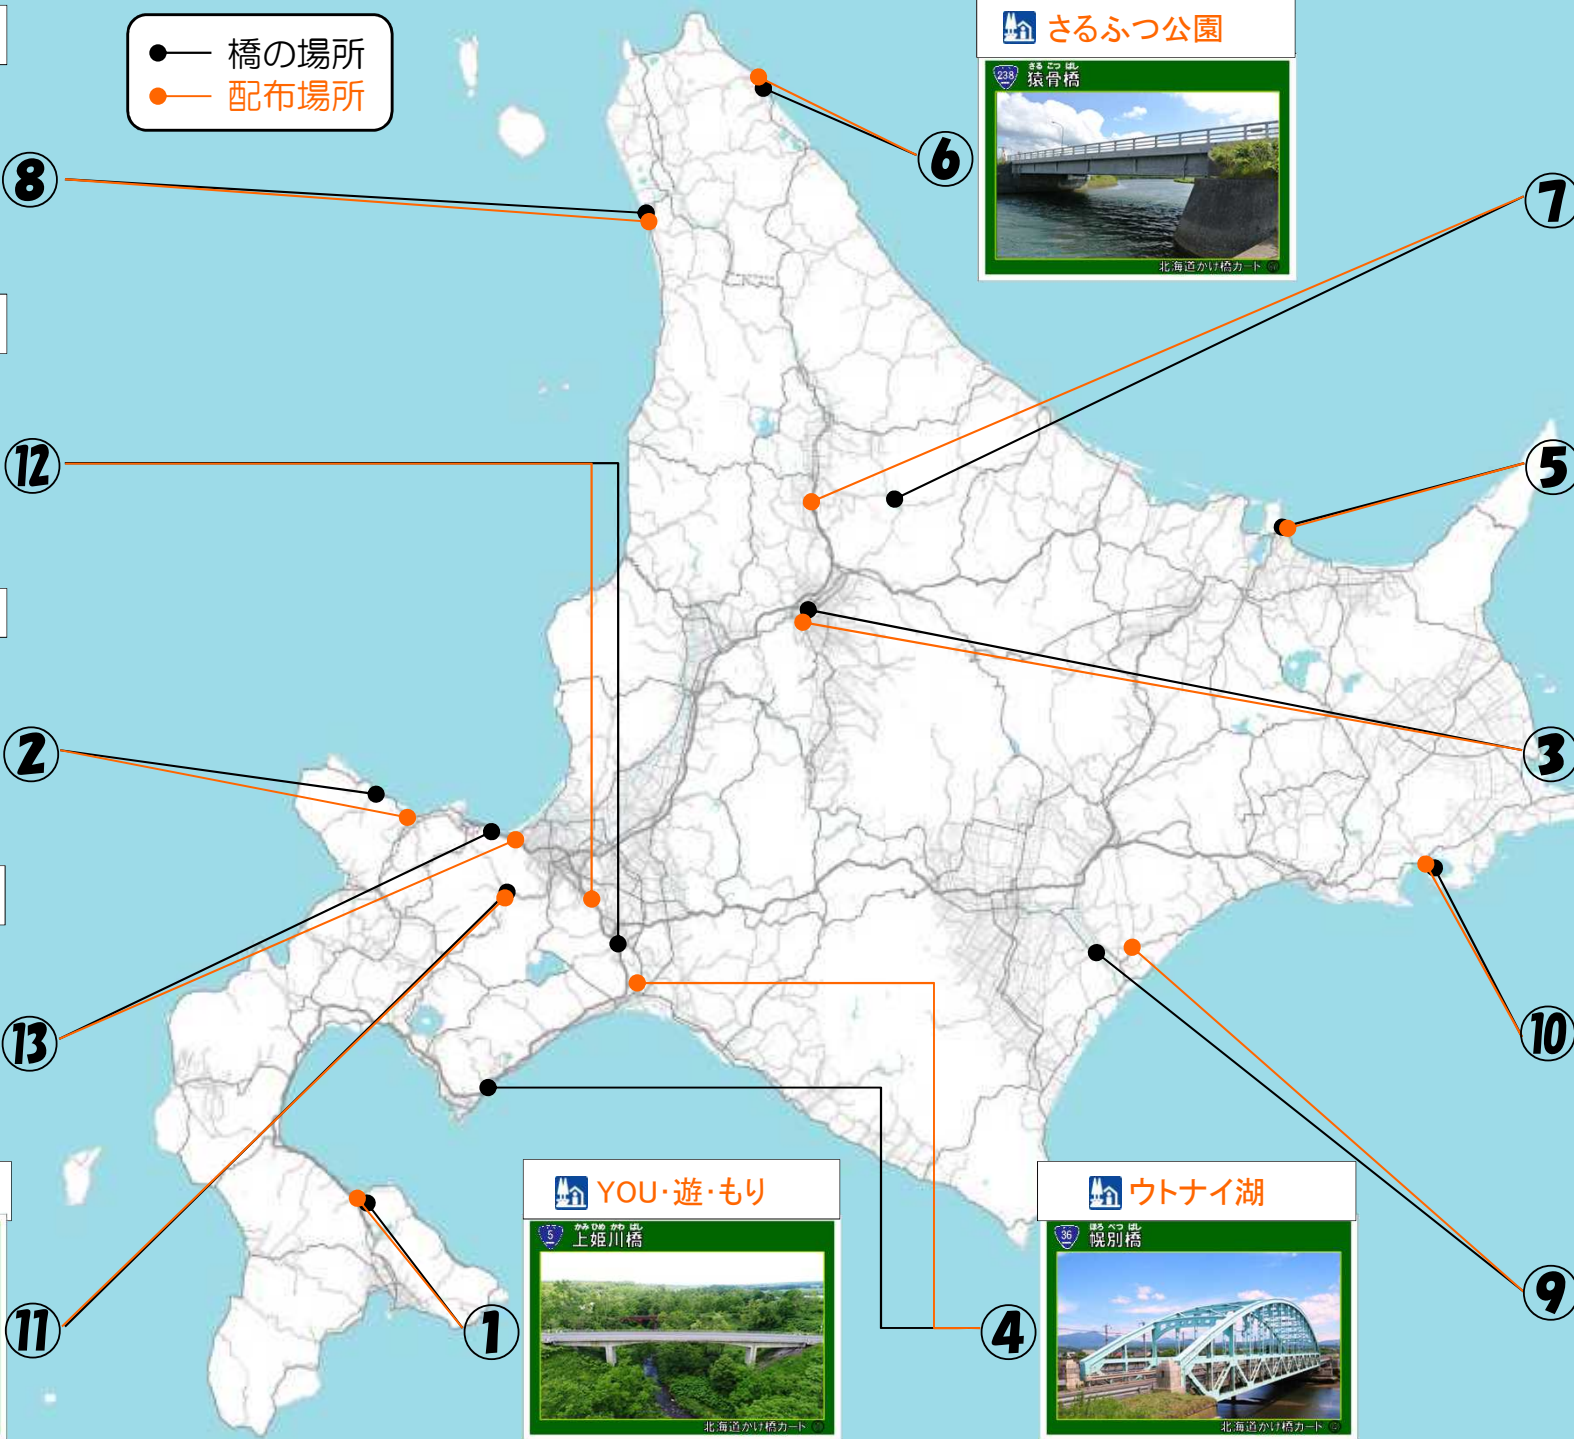 橋の場所
配布場所
さるふつ公園
238
さるこつはし
猿骨橋
北海道かけ橋カード
⑥
⑧
⑦
⑫
⑤
②
③
⑬
⑩
⑪
①
YOU・遊・もり
5
かみひめかわはし
上姫川橋
北海道かけ橋カード
④
ウトナイ湖
36
ほろべつはし
幌別橋
北海道かけ橋カード
⑨